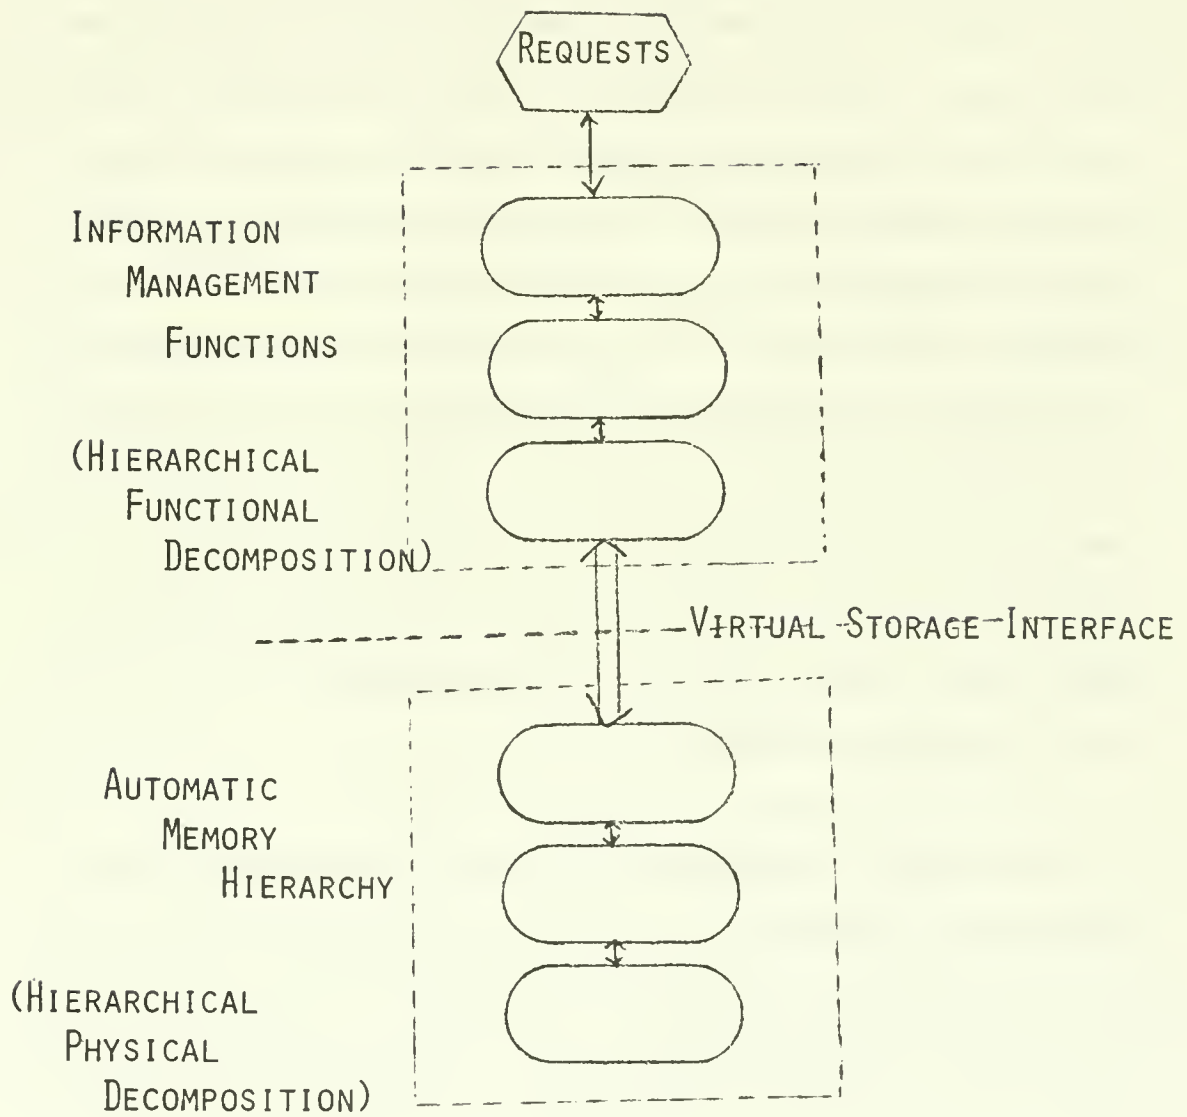 REQUESTS
INFORMATION
MANAGEMENT
FUNCTIONS
(HIERARCHICAL
FUNCTIONAL
DECOMPOSITION)
VIRTUAL STORAGE INTERFACE
AUTOMATIC
MEMORY
HIERARCHY
(HIERARCHICAL
PHYSICAL
DECOMPOSITION)